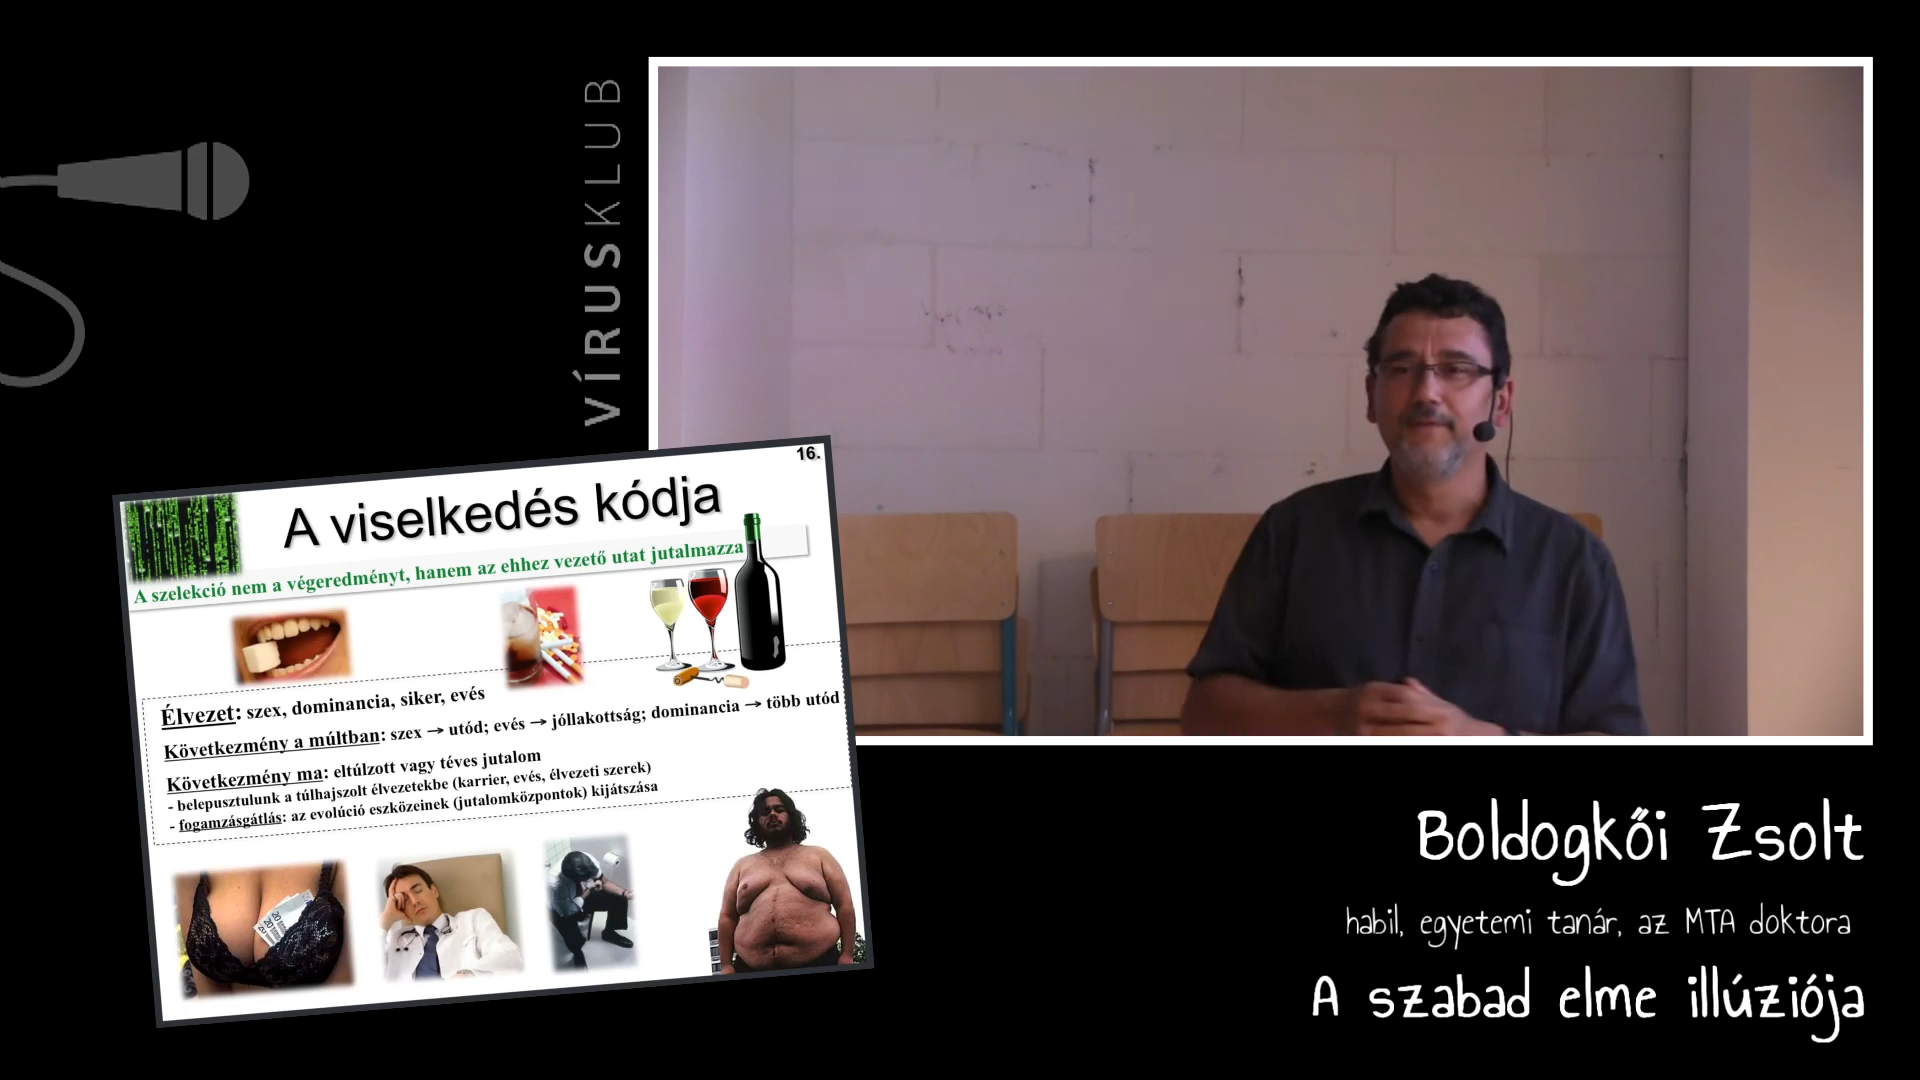 VÍRUSKLUB
16.
A viselkedés kódja
A szelekció nem a végeredményt, hanem az ehhez vezető utat jutalmazza
Élvezet: szex, dominancia, siker, evés
Következmény a múltban: szex → utód; evés → jóllakottság; dominancia → több utód
Következmény ma: eltúlzott vagy téves jutalom
- belepusztulunk a túlhajszolt élvezetekbe (karrier, evés, élvezeti szerek)
- fogamzásgátlás: az evolúció eszközeinek (jutalomközpontok) kijátszása
20
20
Boldogkői Zsolt
habil, egyetemi tanár, az MTA doktora
A szabad elme illúziója